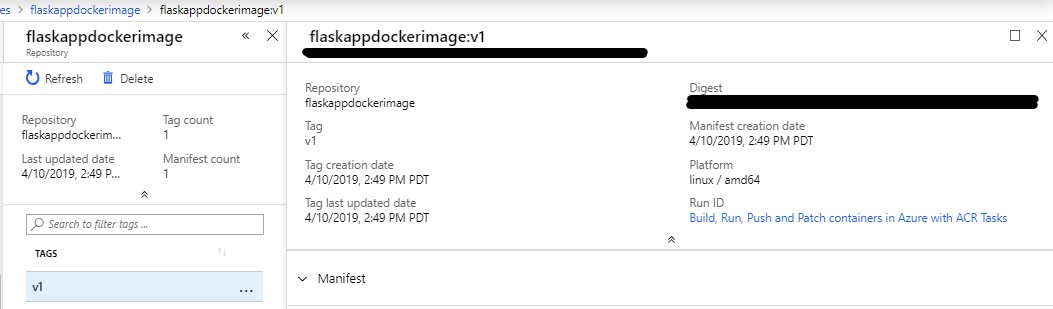 es > flaskappdockerimage > flaskappdockerimage:v1
flaskappdockerimage
Repository
Refresh Delete
Repository
flaskappdockerim...
Tag count
1
Last updated date
4/10/2019, 2:49 P...
Manifest count
1
Search to filter tags ...
TAGS
v1 ...
flaskappdockerimage:v1
Repository
flaskappdockerimage
Tag
v1
Tag creation date
4/10/2019, 2:49 PM PDT
Tag last updated date
4/10/2019, 2:49 PM PDT
Digest
Manifest creation date
4/10/2019, 2:49 PM PDT
Platform
linux / amd64
Run ID
Build, Run, Push and Patch containers in Azure with ACR Tasks
Manifest